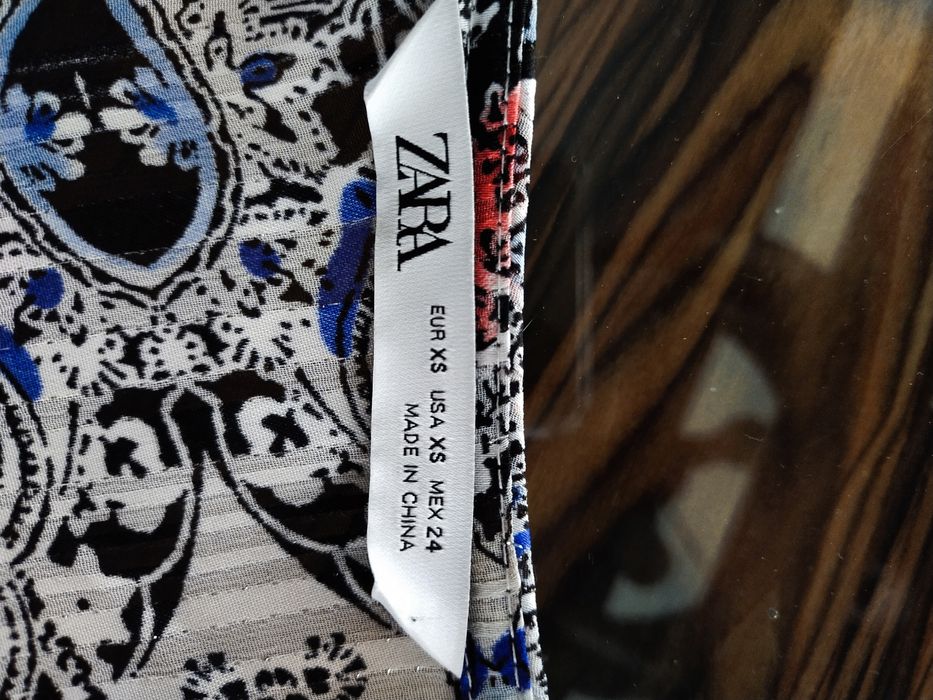 ZARA
EUR XS USA XS MEX 24
MADE IN CHINA